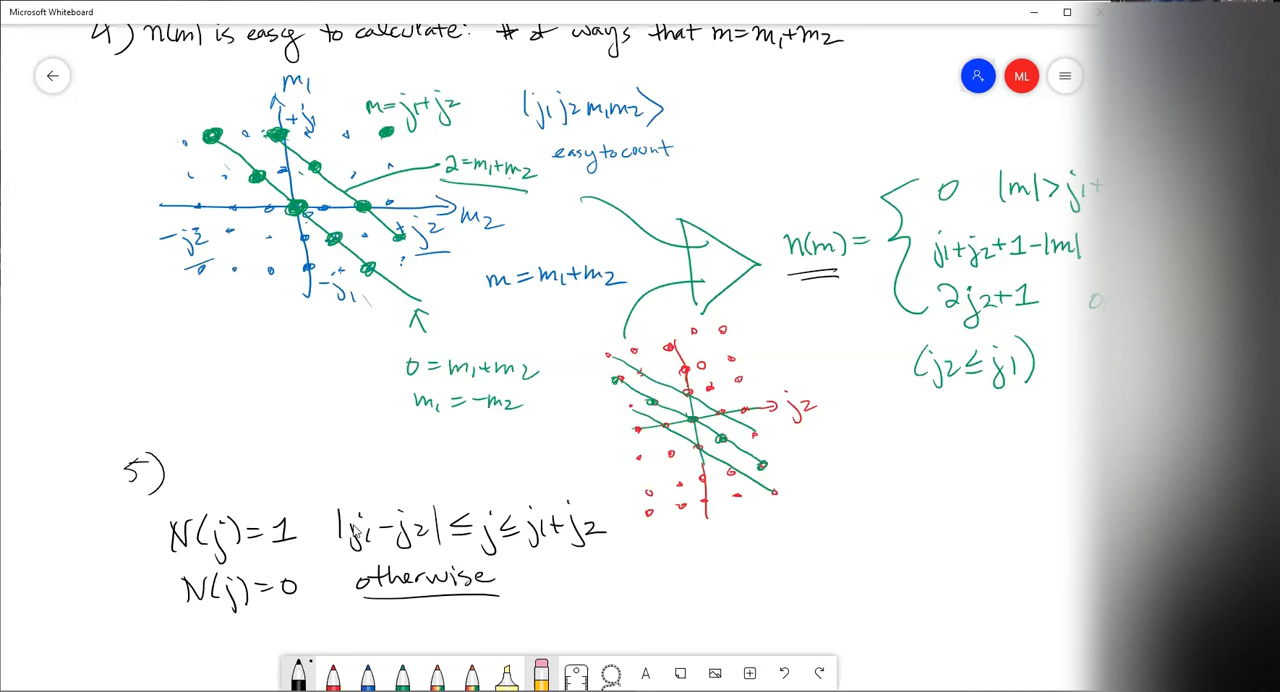 Microsoft Whiteboard
4) n(m) is easy to calculate: # of ways that m=m1+m2
ML
m1
+j1
m=j1+j2
|j1 j2 m1 m2>
easy to count
2=m1+m2
m2
-j2
+j2
-j1
m=m1+m2
0=m1+m2
m1=-m2
n(m)=
0 |m|>j1+
j1+j2+1-|m|
2j2+1
(j2≤j1)
j2
5)
N(j)=1 |j1-j2|≤j≤j1+j2
N(j)=0 otherwise
A